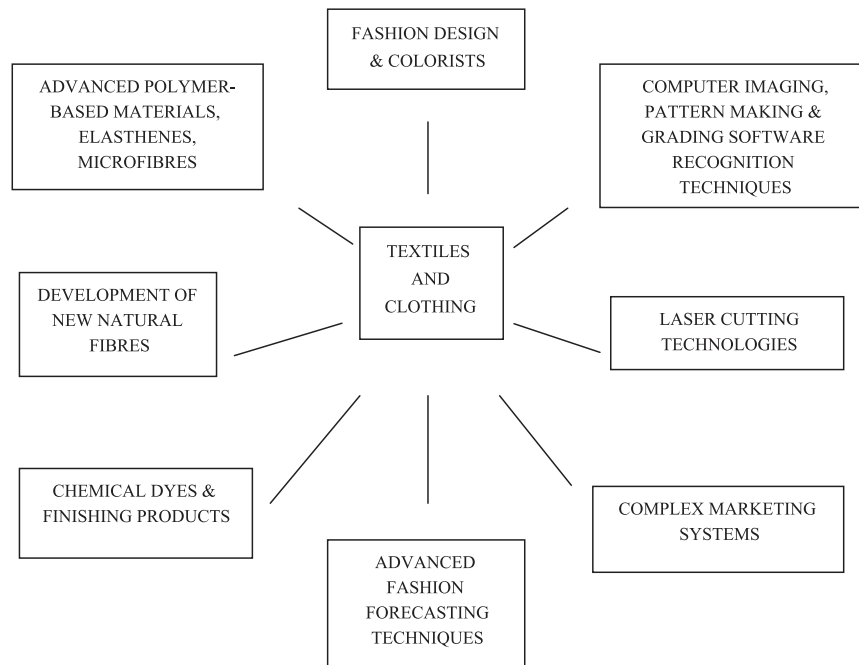 FASHION DESIGN
& COLORISTS
ADVANCED POLYMER-
BASED MATERIALS,
ELASTHENES,
MICROFIBRES
COMPUTER IMAGING,
PATTERN MAKING &
GRADING SOFTWARE
RECOGNITION
TECHNIQUES
TEXTILES
AND
CLOTHING
DEVELOPMENT OF
NEW NATURAL
FIBRES
LASER CUTTING
TECHNOLOGIES
CHEMICAL DYES &
FINISHING PRODUCTS
COMPLEX MARKETING
SYSTEMS
ADVANCED
FASHION
FORECASTING
TECHNIQUES